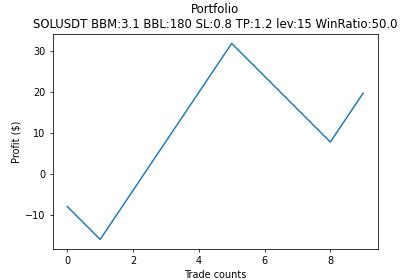 Portfolio
SOLUSDT BBM:3.1 BBL:180 SL:0.8 TP:1.2 lev:15 WinRatio:50.0
30
20
10
0
−10
Profit ($)
0
2
4
6
8
Trade counts